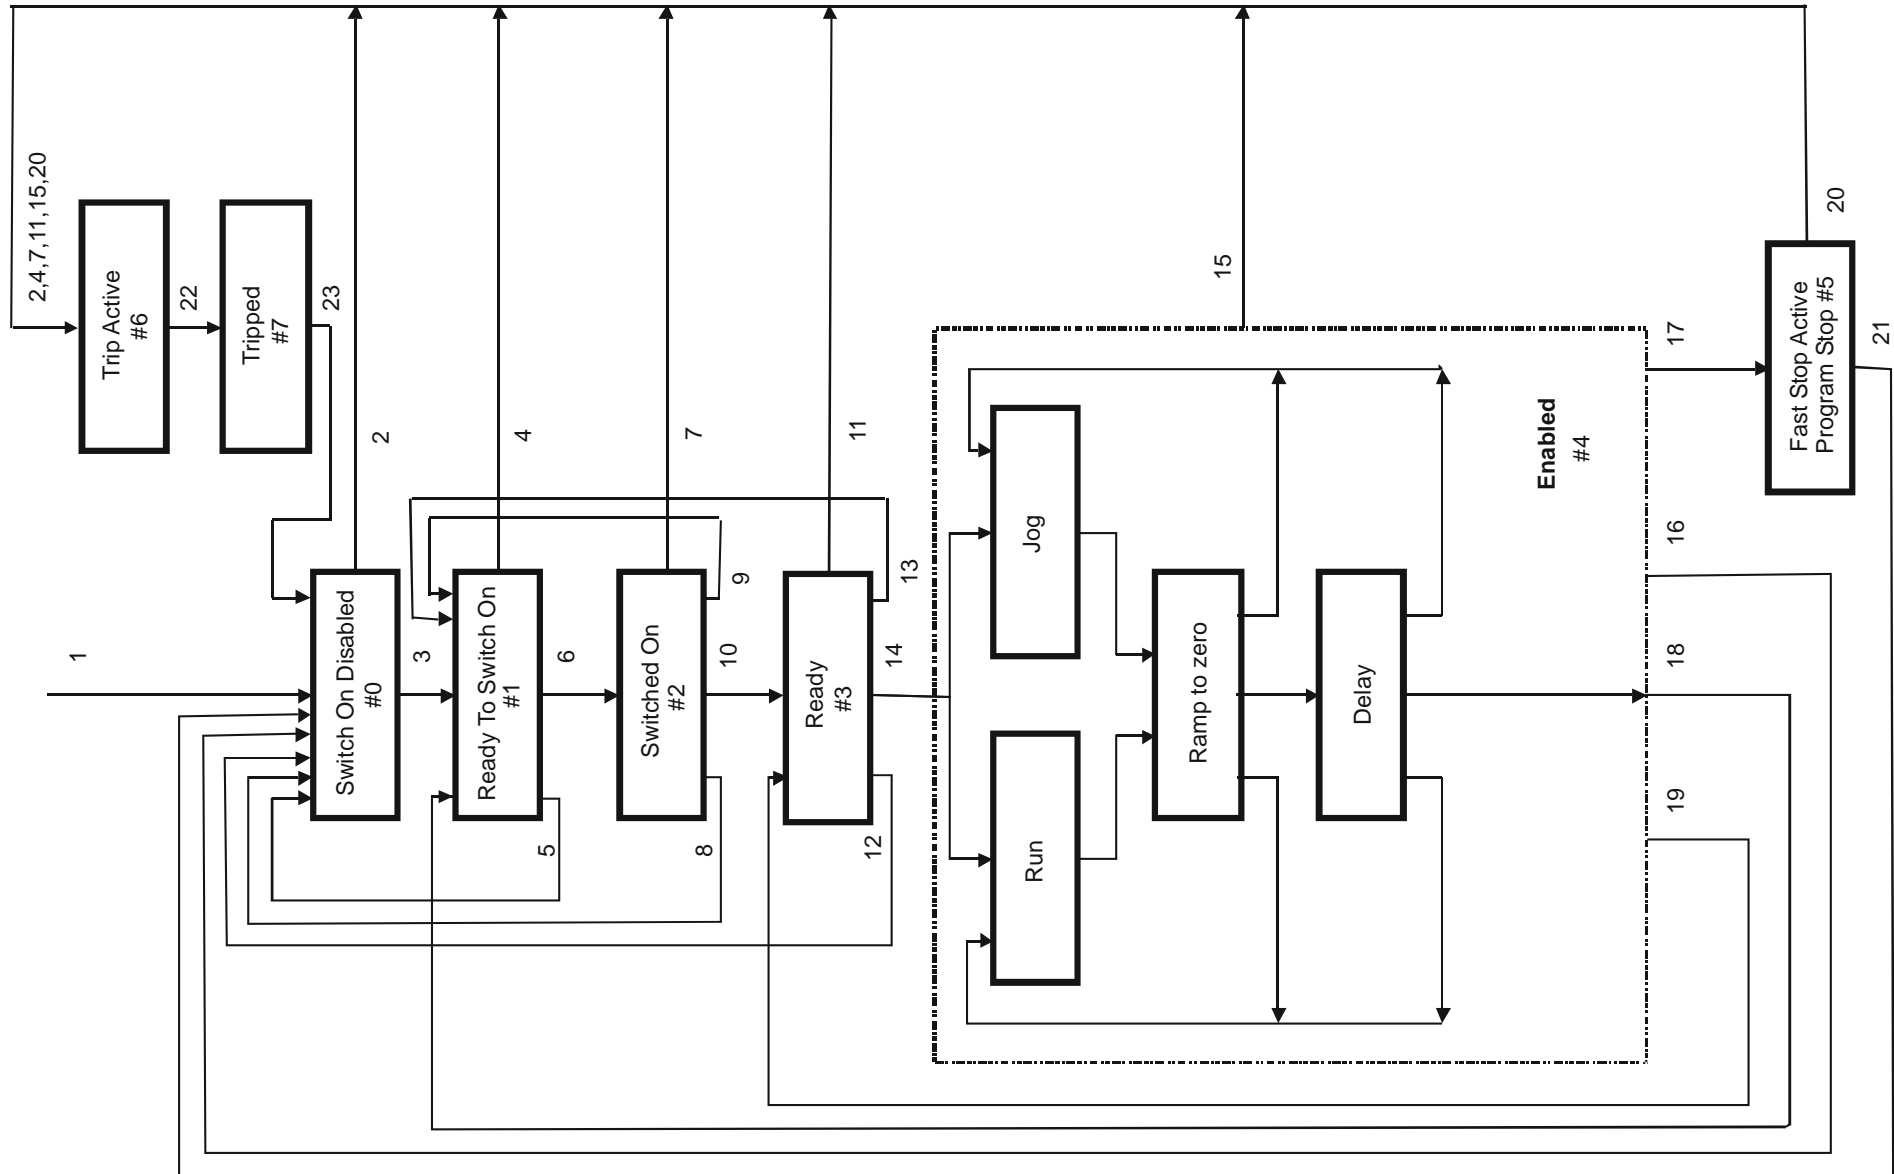 2,4,7,11,15,20
Trip Active
#6
22
Tripped
#7
23
1
Switch On Disabled
#0
2
3
Ready To Switch On
#1
4
5
6
Switched On
#2
7
8
9
10
Ready
#3
11
12
13
14
15
Run
Jog
Ramp to zero
Delay
Enabled
#4
16
17
18
19
Fast Stop Active
Program Stop #5
20
21